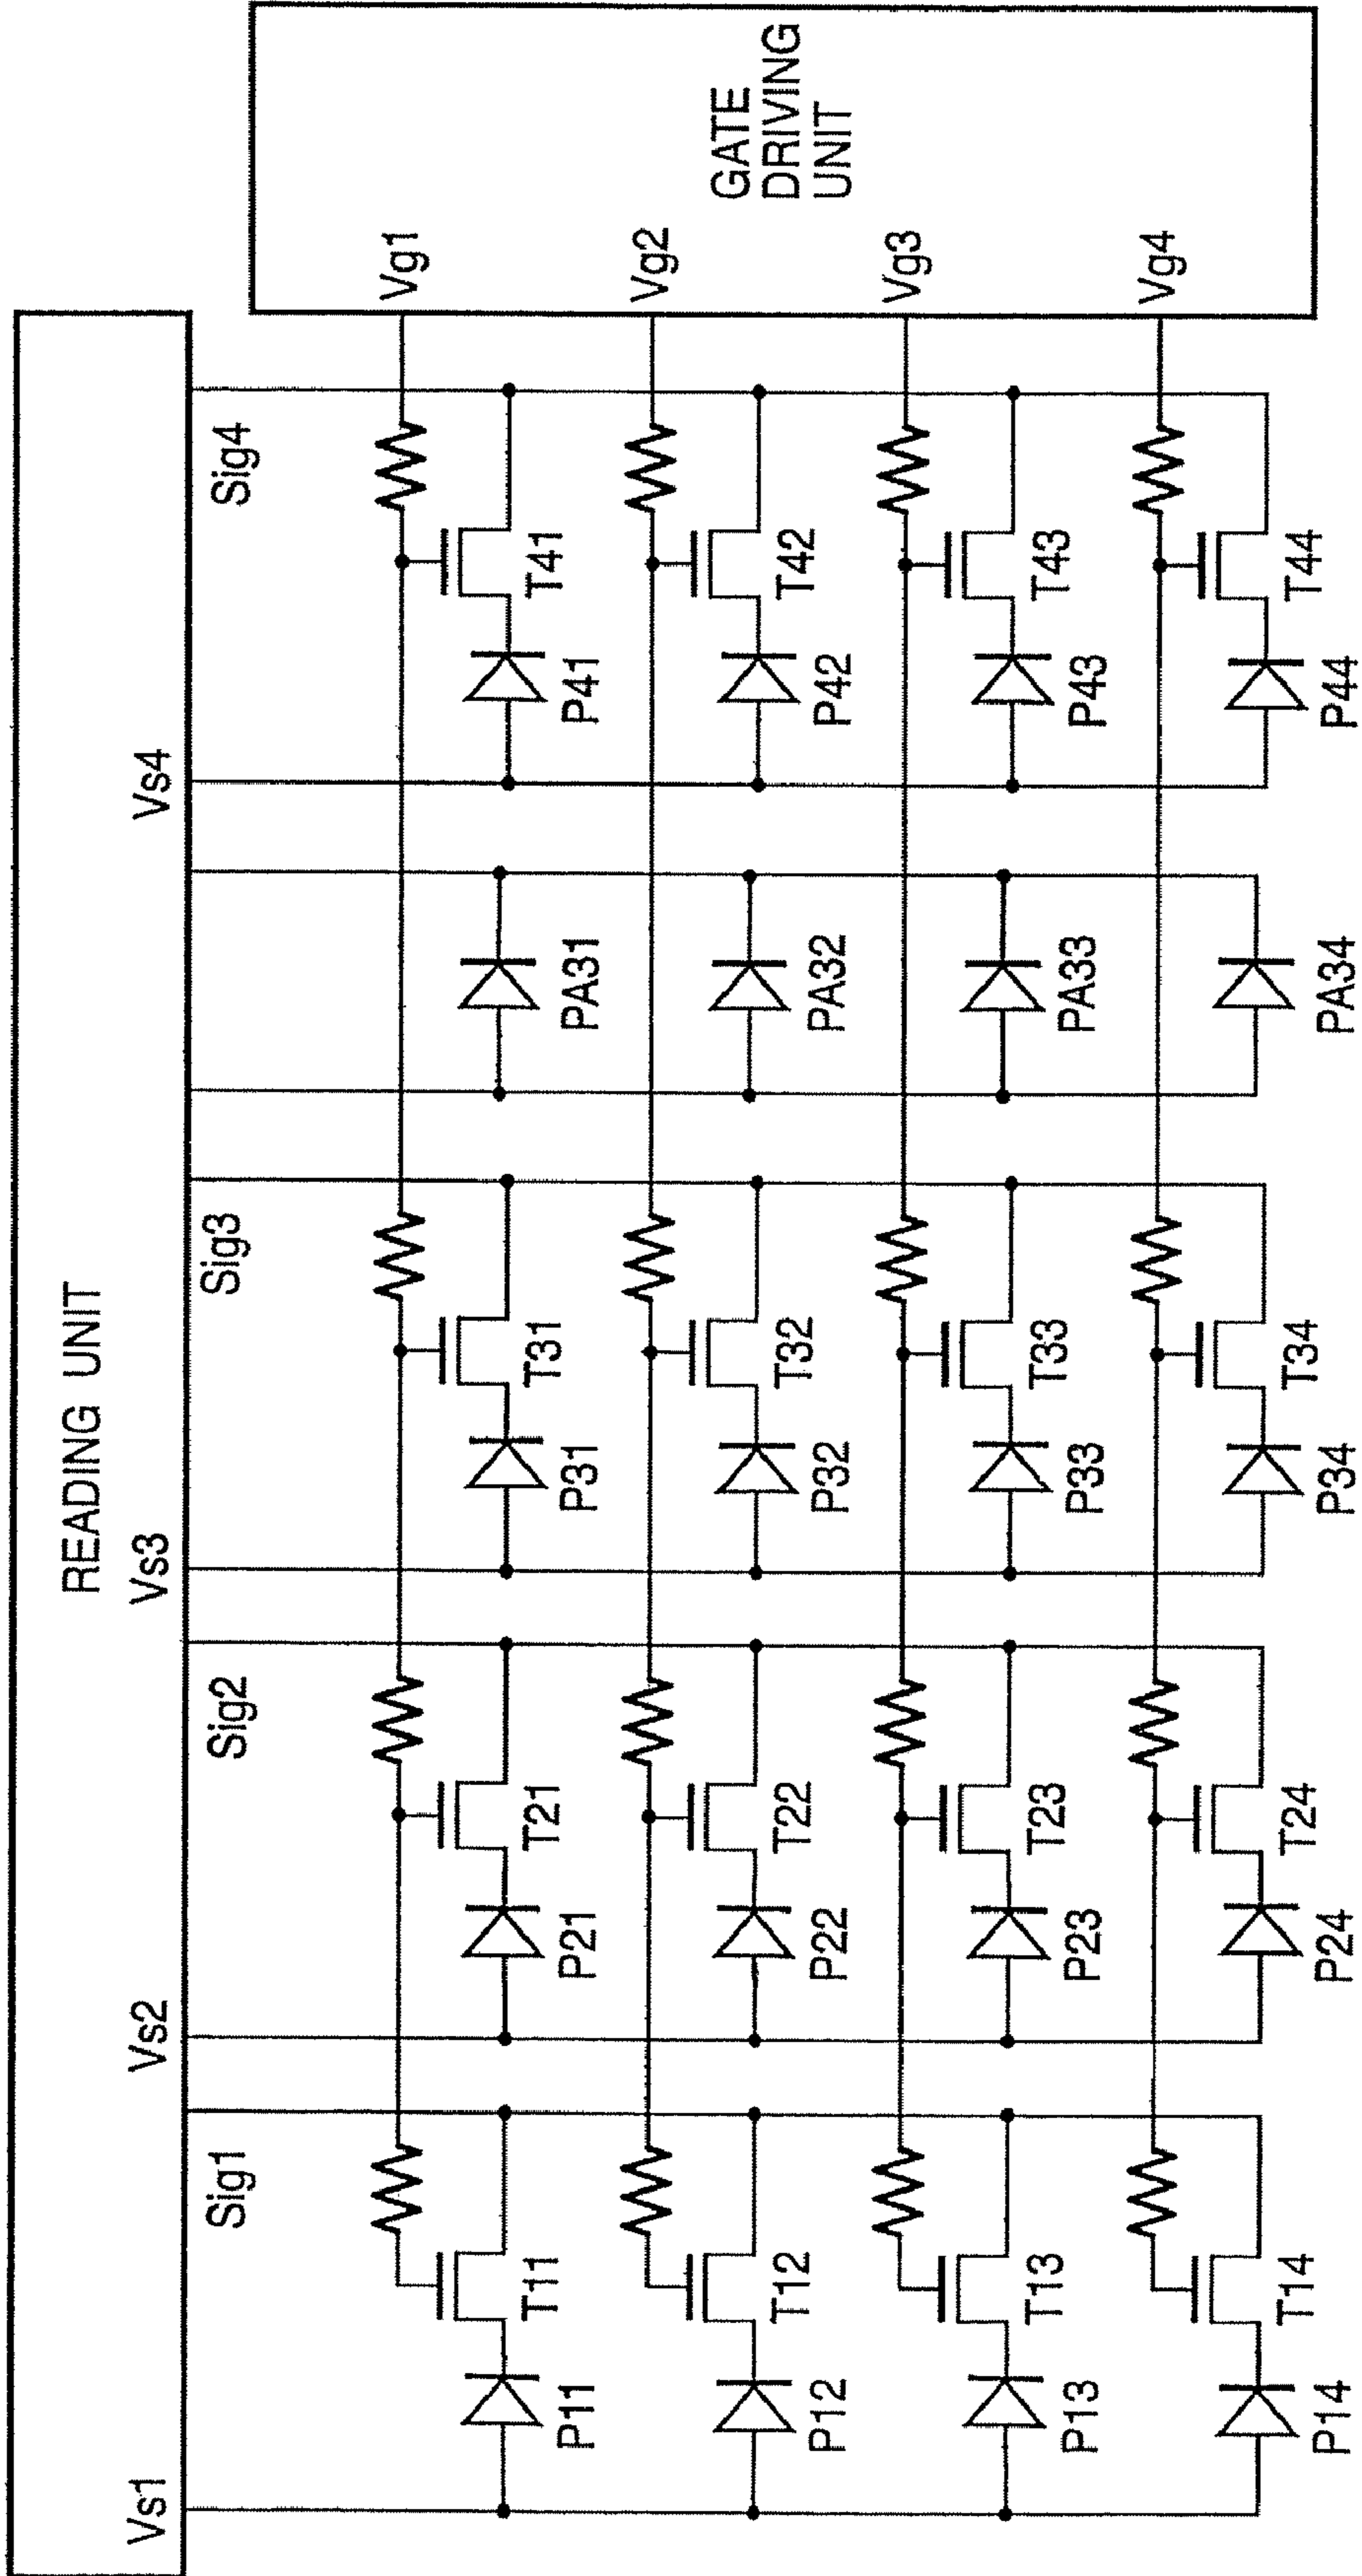 READING UNIT
Vs1
Vs2
Vs3
Vs4
Sig1
Sig2
Sig3
Sig4
GATE
DRIVING
UNIT
Vg1
T11
T21
T31
T41
P11
P21
P31
PA31
P41
Vg2
T12
T22
T32
T42
P12
P22
P32
PA32
P42
Vg3
T13
T23
T33
T43
P13
P23
P33
PA33
P43
Vg4
T14
T24
T34
T44
P14
P24
P34
PA34
P44